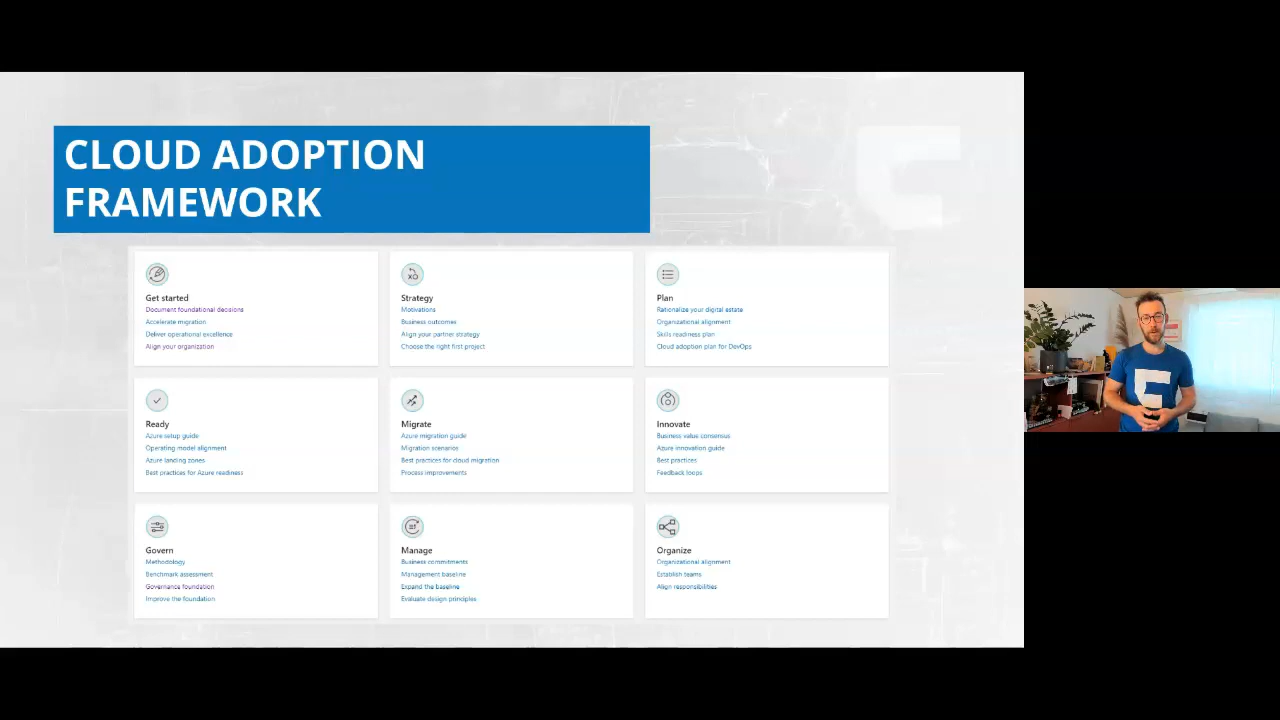 CLOUD ADOPTION
FRAMEWORK
Get started
Document foundational decisions
Accelerate migration
Deliver operational excellence
Align your organization
Strategy
Motivations
Business outcomes
Align your partner strategy
Choose the right first project
Plan
Rationalize your digital estate
Organizational alignment
Skills readiness plan
Cloud adoption plan for DevOps
Ready
Azure setup guide
Operating model alignment
Azure landing zones
Best practices for Azure readiness
Migrate
Azure migration guide
Migration scenarios
Best practices for cloud migration
Process improvements
Innovate
Business value consensus
Azure innovation guide
Best practices
Feedback loops
Govern
Methodology
Benchmark assessment
Governance foundation
Improve the foundation
Manage
Business commitments
Management baseline
Expand the baseline
Evaluate design principles
Organize
Organizational alignment
Establish teams
Align responsibilities